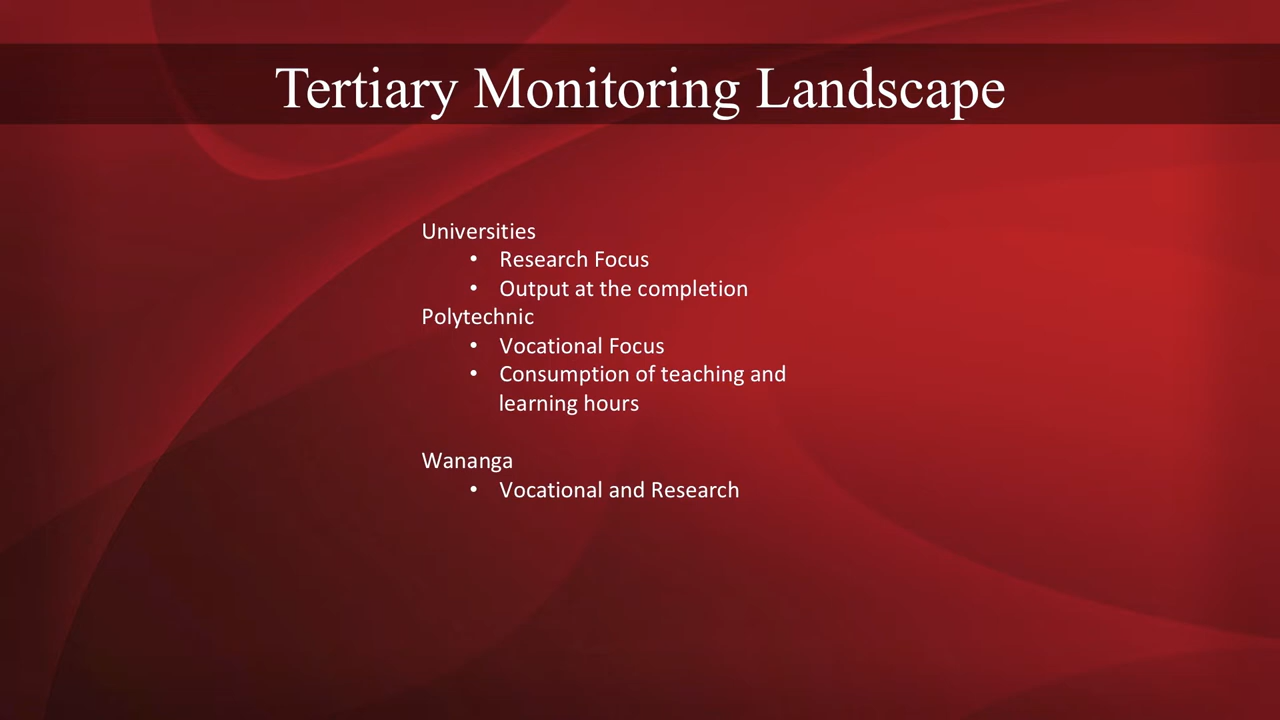 Tertiary Monitoring Landscape
Universities
• Research Focus
• Output at the completion
Polytechnic
• Vocational Focus
• Consumption of teaching and
learning hours
Wananga
• Vocational and Research